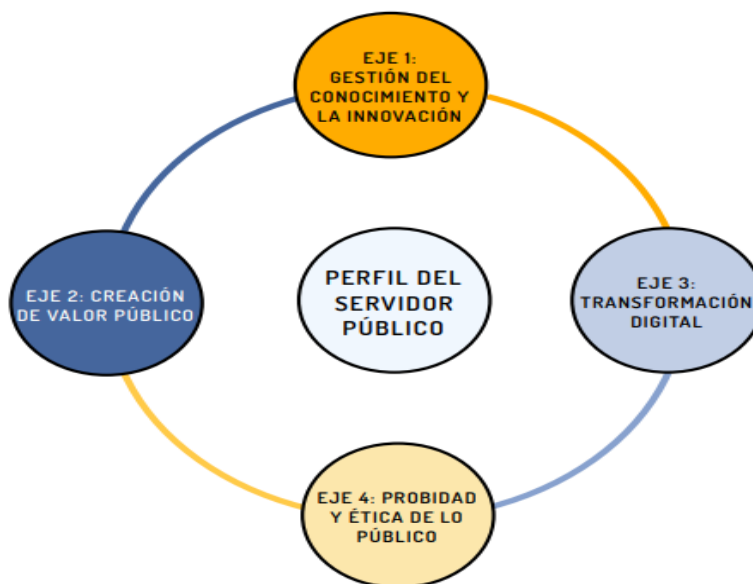 EJE 1:
GESTIÓN DEL
CONOCIMIENTO Y
LA INNOVACIÓN
EJE 2: CREACIÓN
DE VALOR PÚBLICO
PERFIL DEL
SERVIDOR
PÚBLICO
EJE 3:
TRANSFORMACIÓN
DIGITAL
EJE 4: PROBIDAD
Y ÉTICA DE LO
PÚBLICO